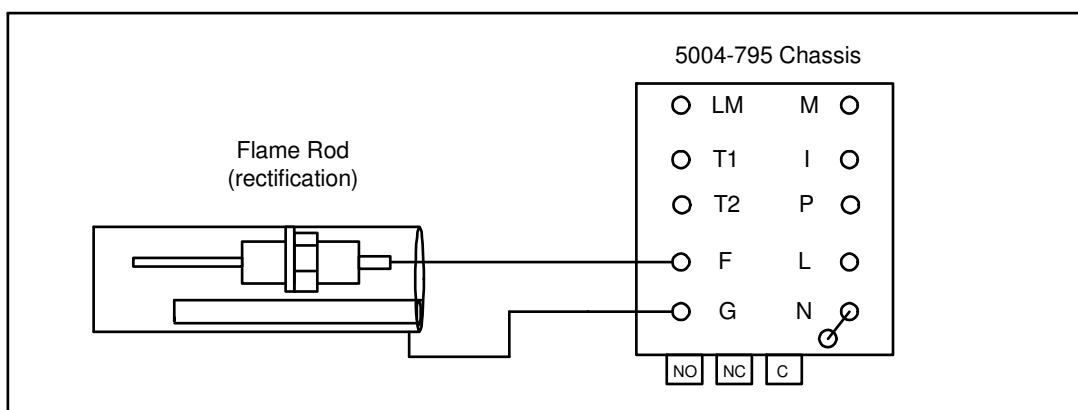 5004-795 Chassis
Flame Rod
(rectification)
LM M
T1 I
T2 P
F L
G N
NO NC C